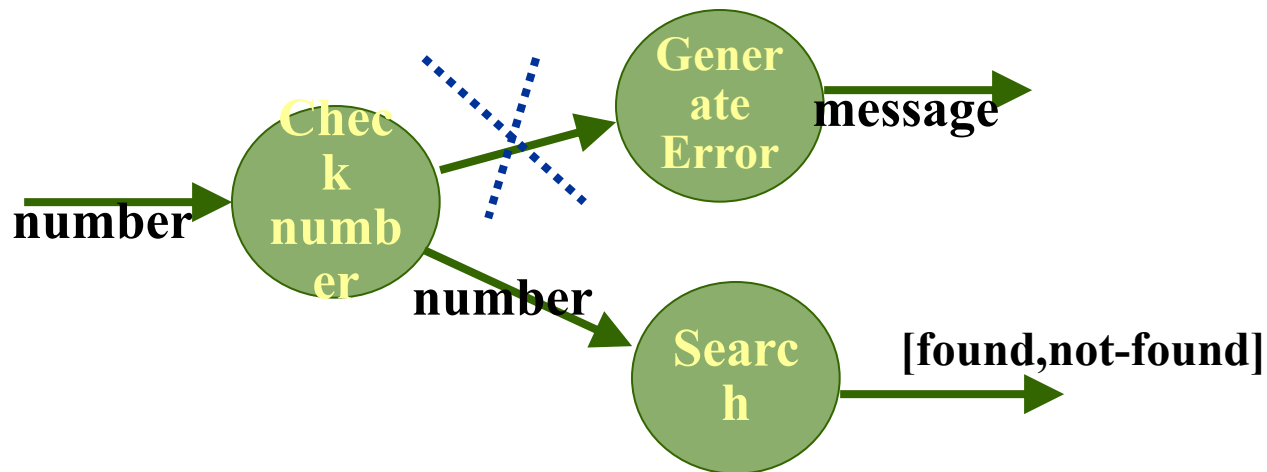 Gener
ate
Error
message
Chec
k
numb
er
number
number
Searc
h
[found,not-found]